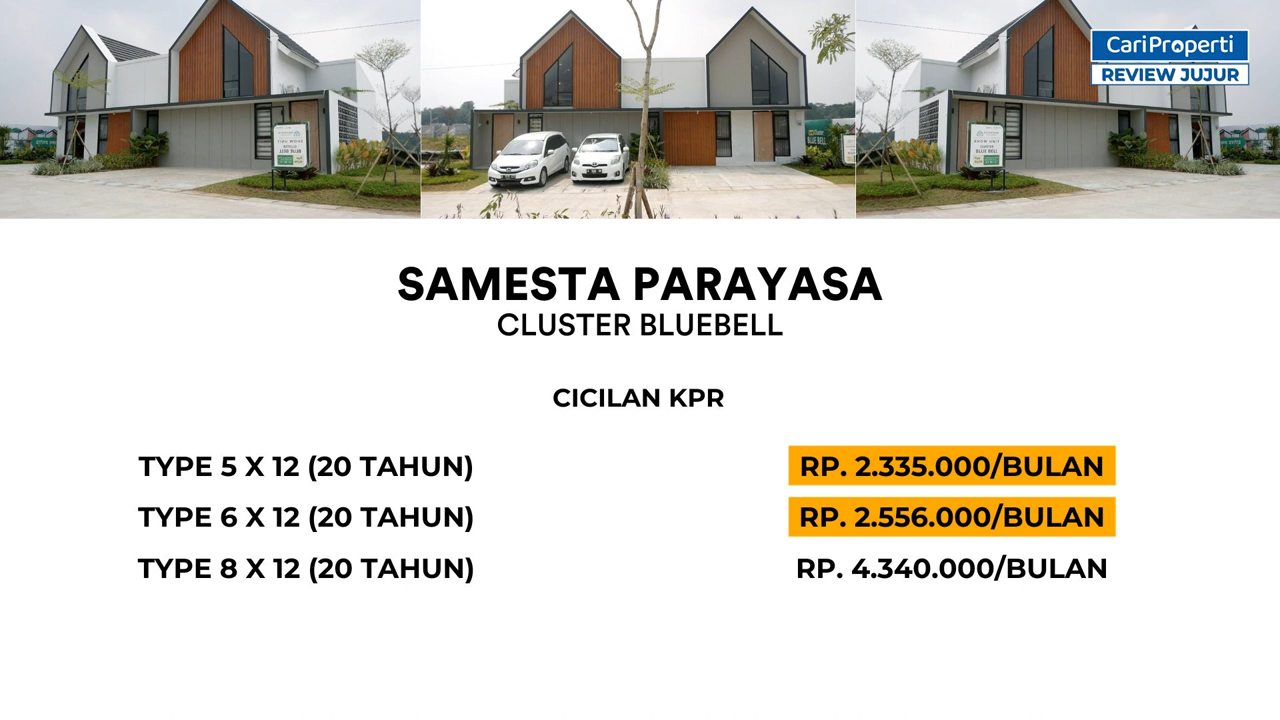 CariProperti
REVIEW JUJUR
SAMESTA PARAYASA
CLUSTER BLUEBELL
CICILAN KPR
TYPE 5 X 12 (20 TAHUN) RP. 2.335.000/BULAN
TYPE 6 X 12 (20 TAHUN) RP. 2.556.000/BULAN
TYPE 8 X 12 (20 TAHUN) RP. 4.340.000/BULAN